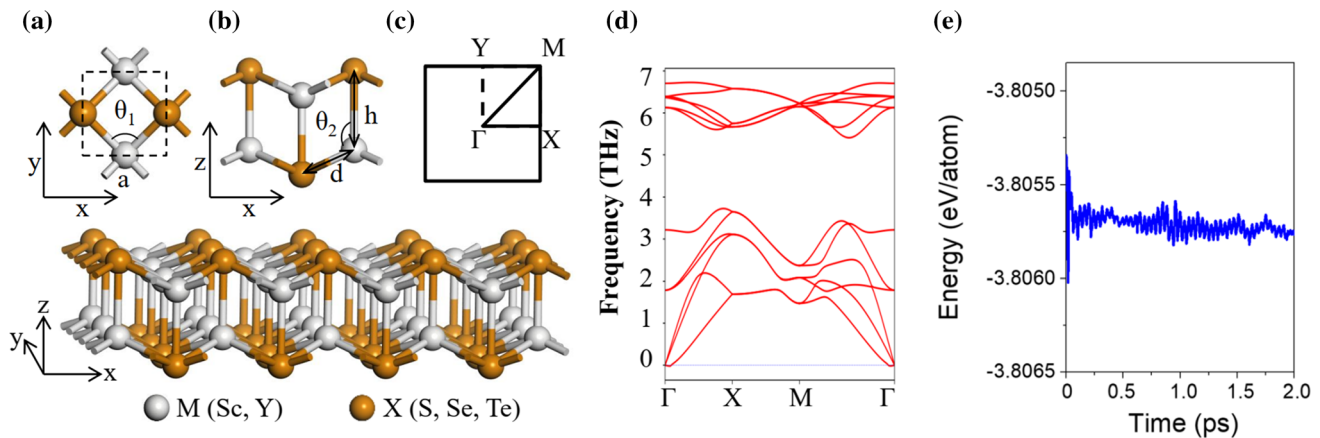 (a)
θ₁
a
y
x
(b)
θ₂
h
d
z
x
(c)
Y
M
Γ
X
z
y
x
M (Sc, Y)
X (S, Se, Te)
(d)
Frequency (THz)
7
6
5
4
3
2
1
0
Γ
X
M
Γ
(e)
Energy (eV/atom)
-3.8050
-3.8055
-3.8060
-3.8065
0
0.5
1.0
1.5
2.0
Time (ps)